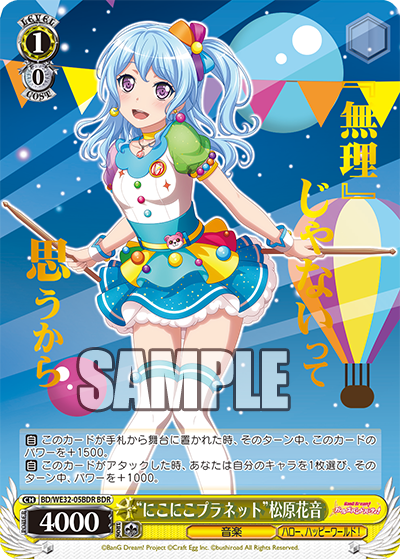 LEVEL
1
0
COST
『無理』
じゃないって
思うから
SAMPLE
自 このカードが手札から舞台に置かれた時、そのターン中、このカードの
パワーを+1500。
自 このカードがアタックした時、あなたは自分のキャラを1枚選び、そのターン中、パワーを+1000。
CH BD/WE32-05BDR BDR
4000
“にこにこプラネット”松原花音
音楽
ハロー、ハッピーワールド!
BanG Dream!
©BanG Dream! Project ©Craft Egg Inc. ©bushiroad All Rights Reserved.